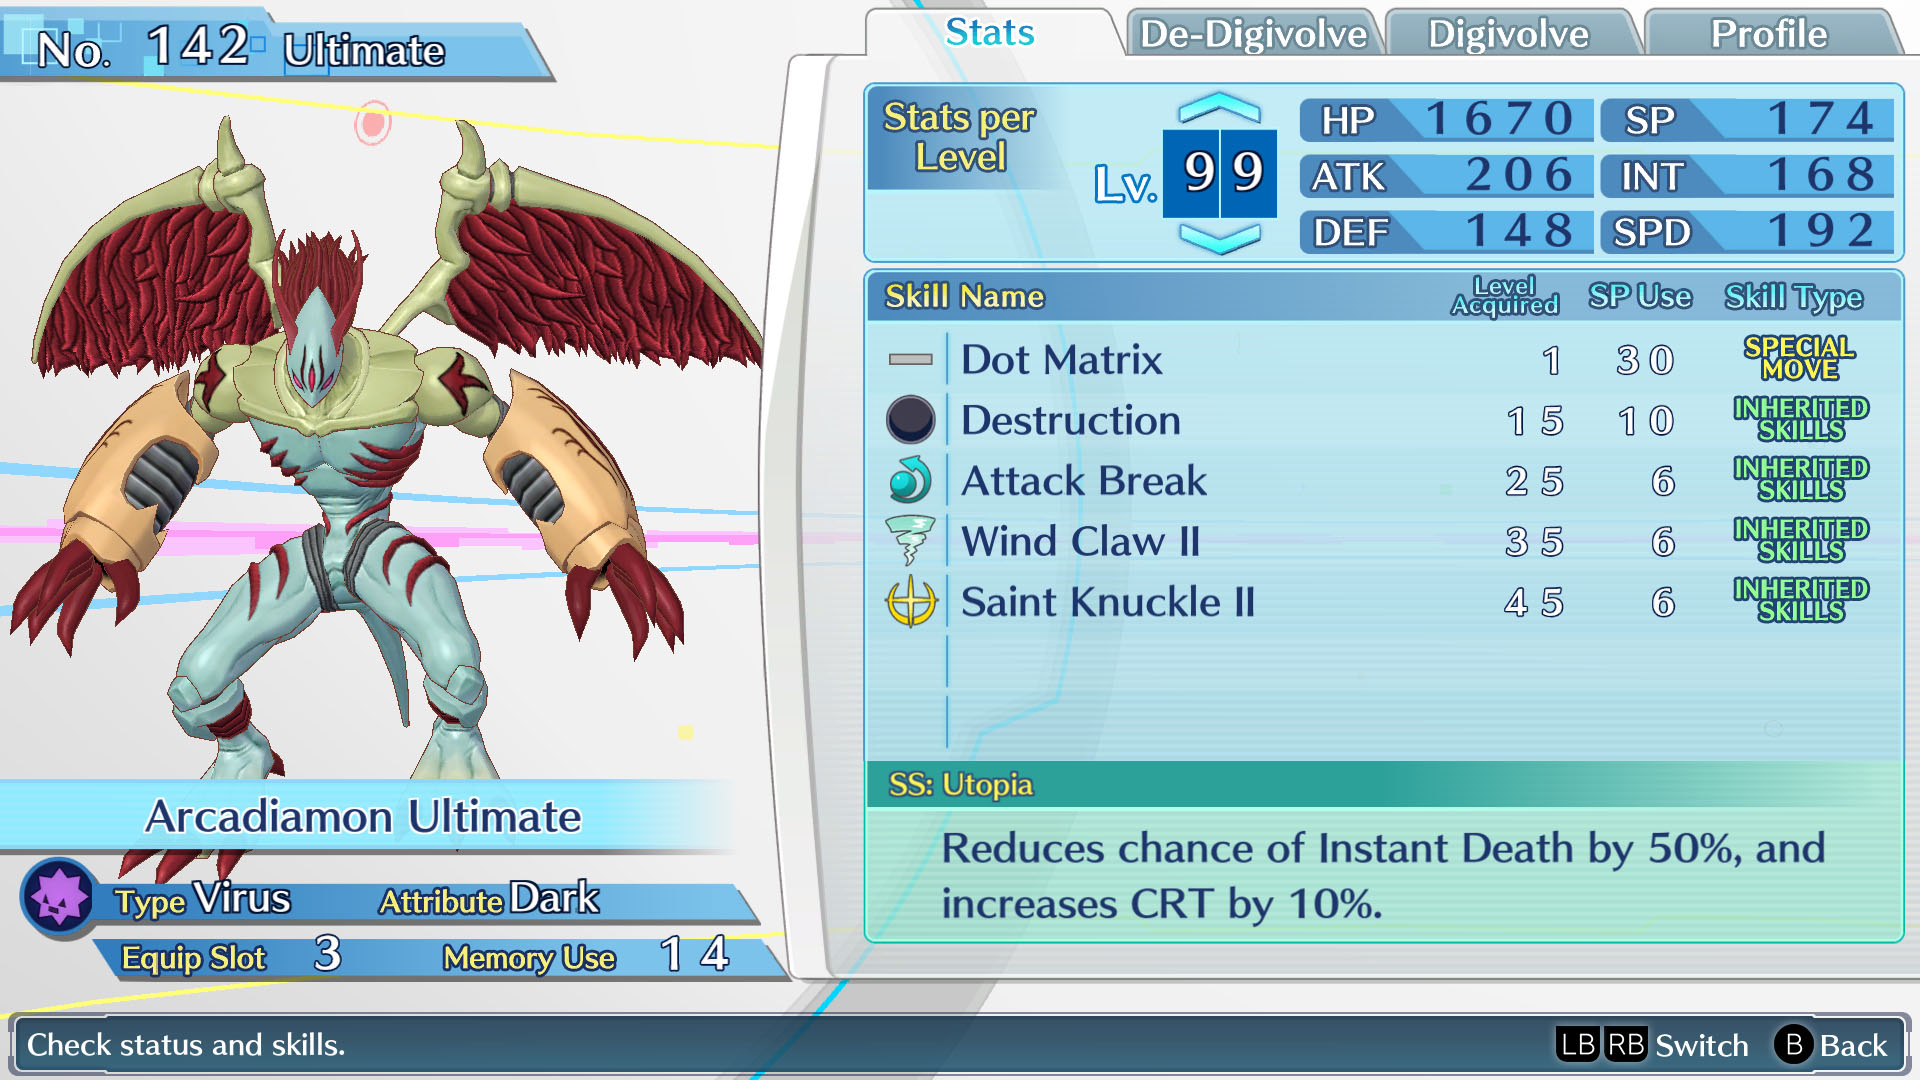 No. 142 Ultimate
Stats De-Digivolve Digivolve Profile
Stats per
Level
Lv. 99
HP 1670 SP 174
ATK 206 INT 168
DEF 148 SPD 192
Skill Name Level Acquired SP Use Skill Type
Dot Matrix 1 30 SPECIAL MOVE
Destruction 15 10 INHERITED SKILLS
Attack Break 25 6 INHERITED SKILLS
Wind Claw II 35 6 INHERITED SKILLS
Saint Knuckle II 45 6 INHERITED SKILLS
SS: Utopia
Reduces chance of Instant Death by 50%, and
increases CRT by 10%.
Arcadiamon Ultimate
Type Virus Attribute Dark
Equip Slot 3 Memory Use 14
Check status and skills.
LB RB Switch B Back